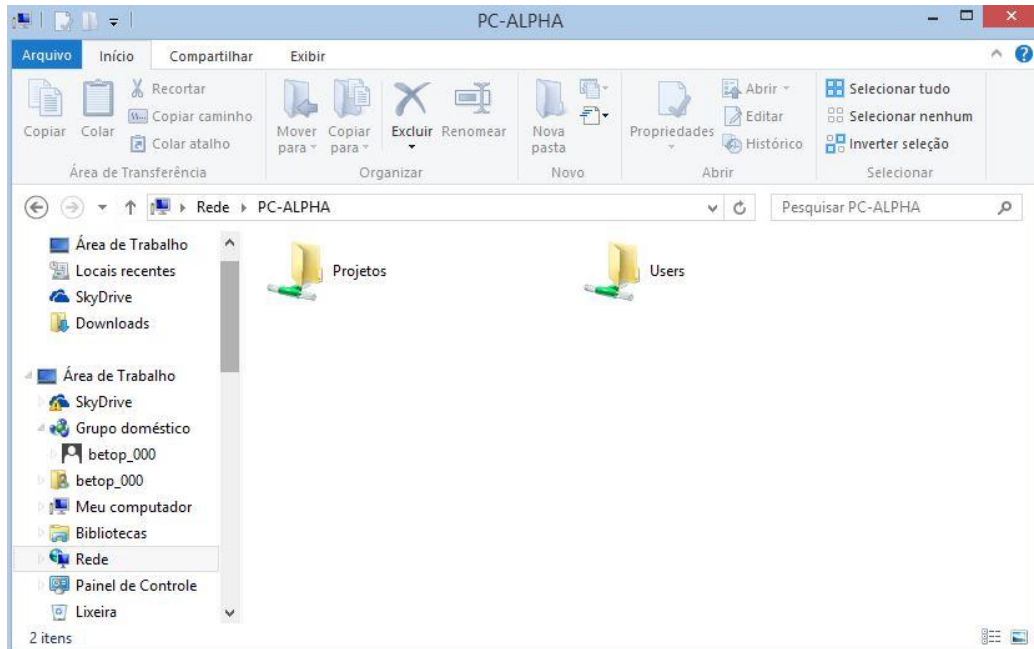 PC-ALPHA
Arquivo Início Compartilhar Exibir
Copiar
Colar
Recortar
Copiar caminho
Colar atalho
Área de Transferência
Mover para
Copiar para
Excluir
Renomear
Organizar
Nova pasta
Novo
Propriedades
Abrir
Editar
Histórico
Abrir
Selecionar tudo
Selecionar nenhum
Inverter seleção
Selecionar
Rede PC-ALPHA
Pesquisar PC-ALPHA
Área de Trabalho
Locais recentes
SkyDrive
Downloads
Área de Trabalho
SkyDrive
Grupo doméstico
betop_000
betop_000
Meu computador
Bibliotecas
Rede
Painel de Controle
Lixeira
Projetos
Users
2 itens